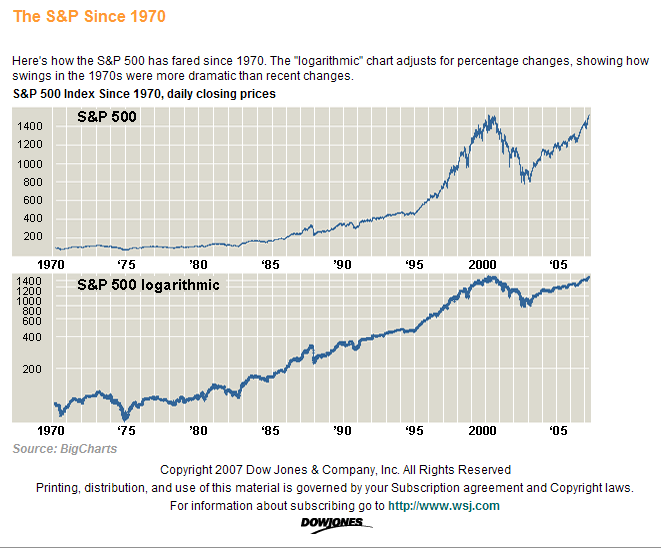 The S&P Since 1970
Here's how the S&P 500 has fared since 1970. The "logarithmic" chart adjusts for percentage changes, showing how
swings in the 1970s were more dramatic than recent changes.
S&P 500 Index Since 1970, daily closing prices
S&P 500
1400
1200
1000
800
600
400
200
1970 '75 '80 '85 '90 '95 2000 '05
S&P 500 logarithmic
1400
1200
1000
800
600
400
200
1970 '75 '80 '85 '90 '95 2000 '05
Source: BigCharts
Copyright 2007 Dow Jones & Company, Inc. All Rights Reserved
Printing, distribution, and use of this material is governed by your Subscription agreement and Copyright laws.
For information about subscribing go to http://www.wsj.com
DOWJONES